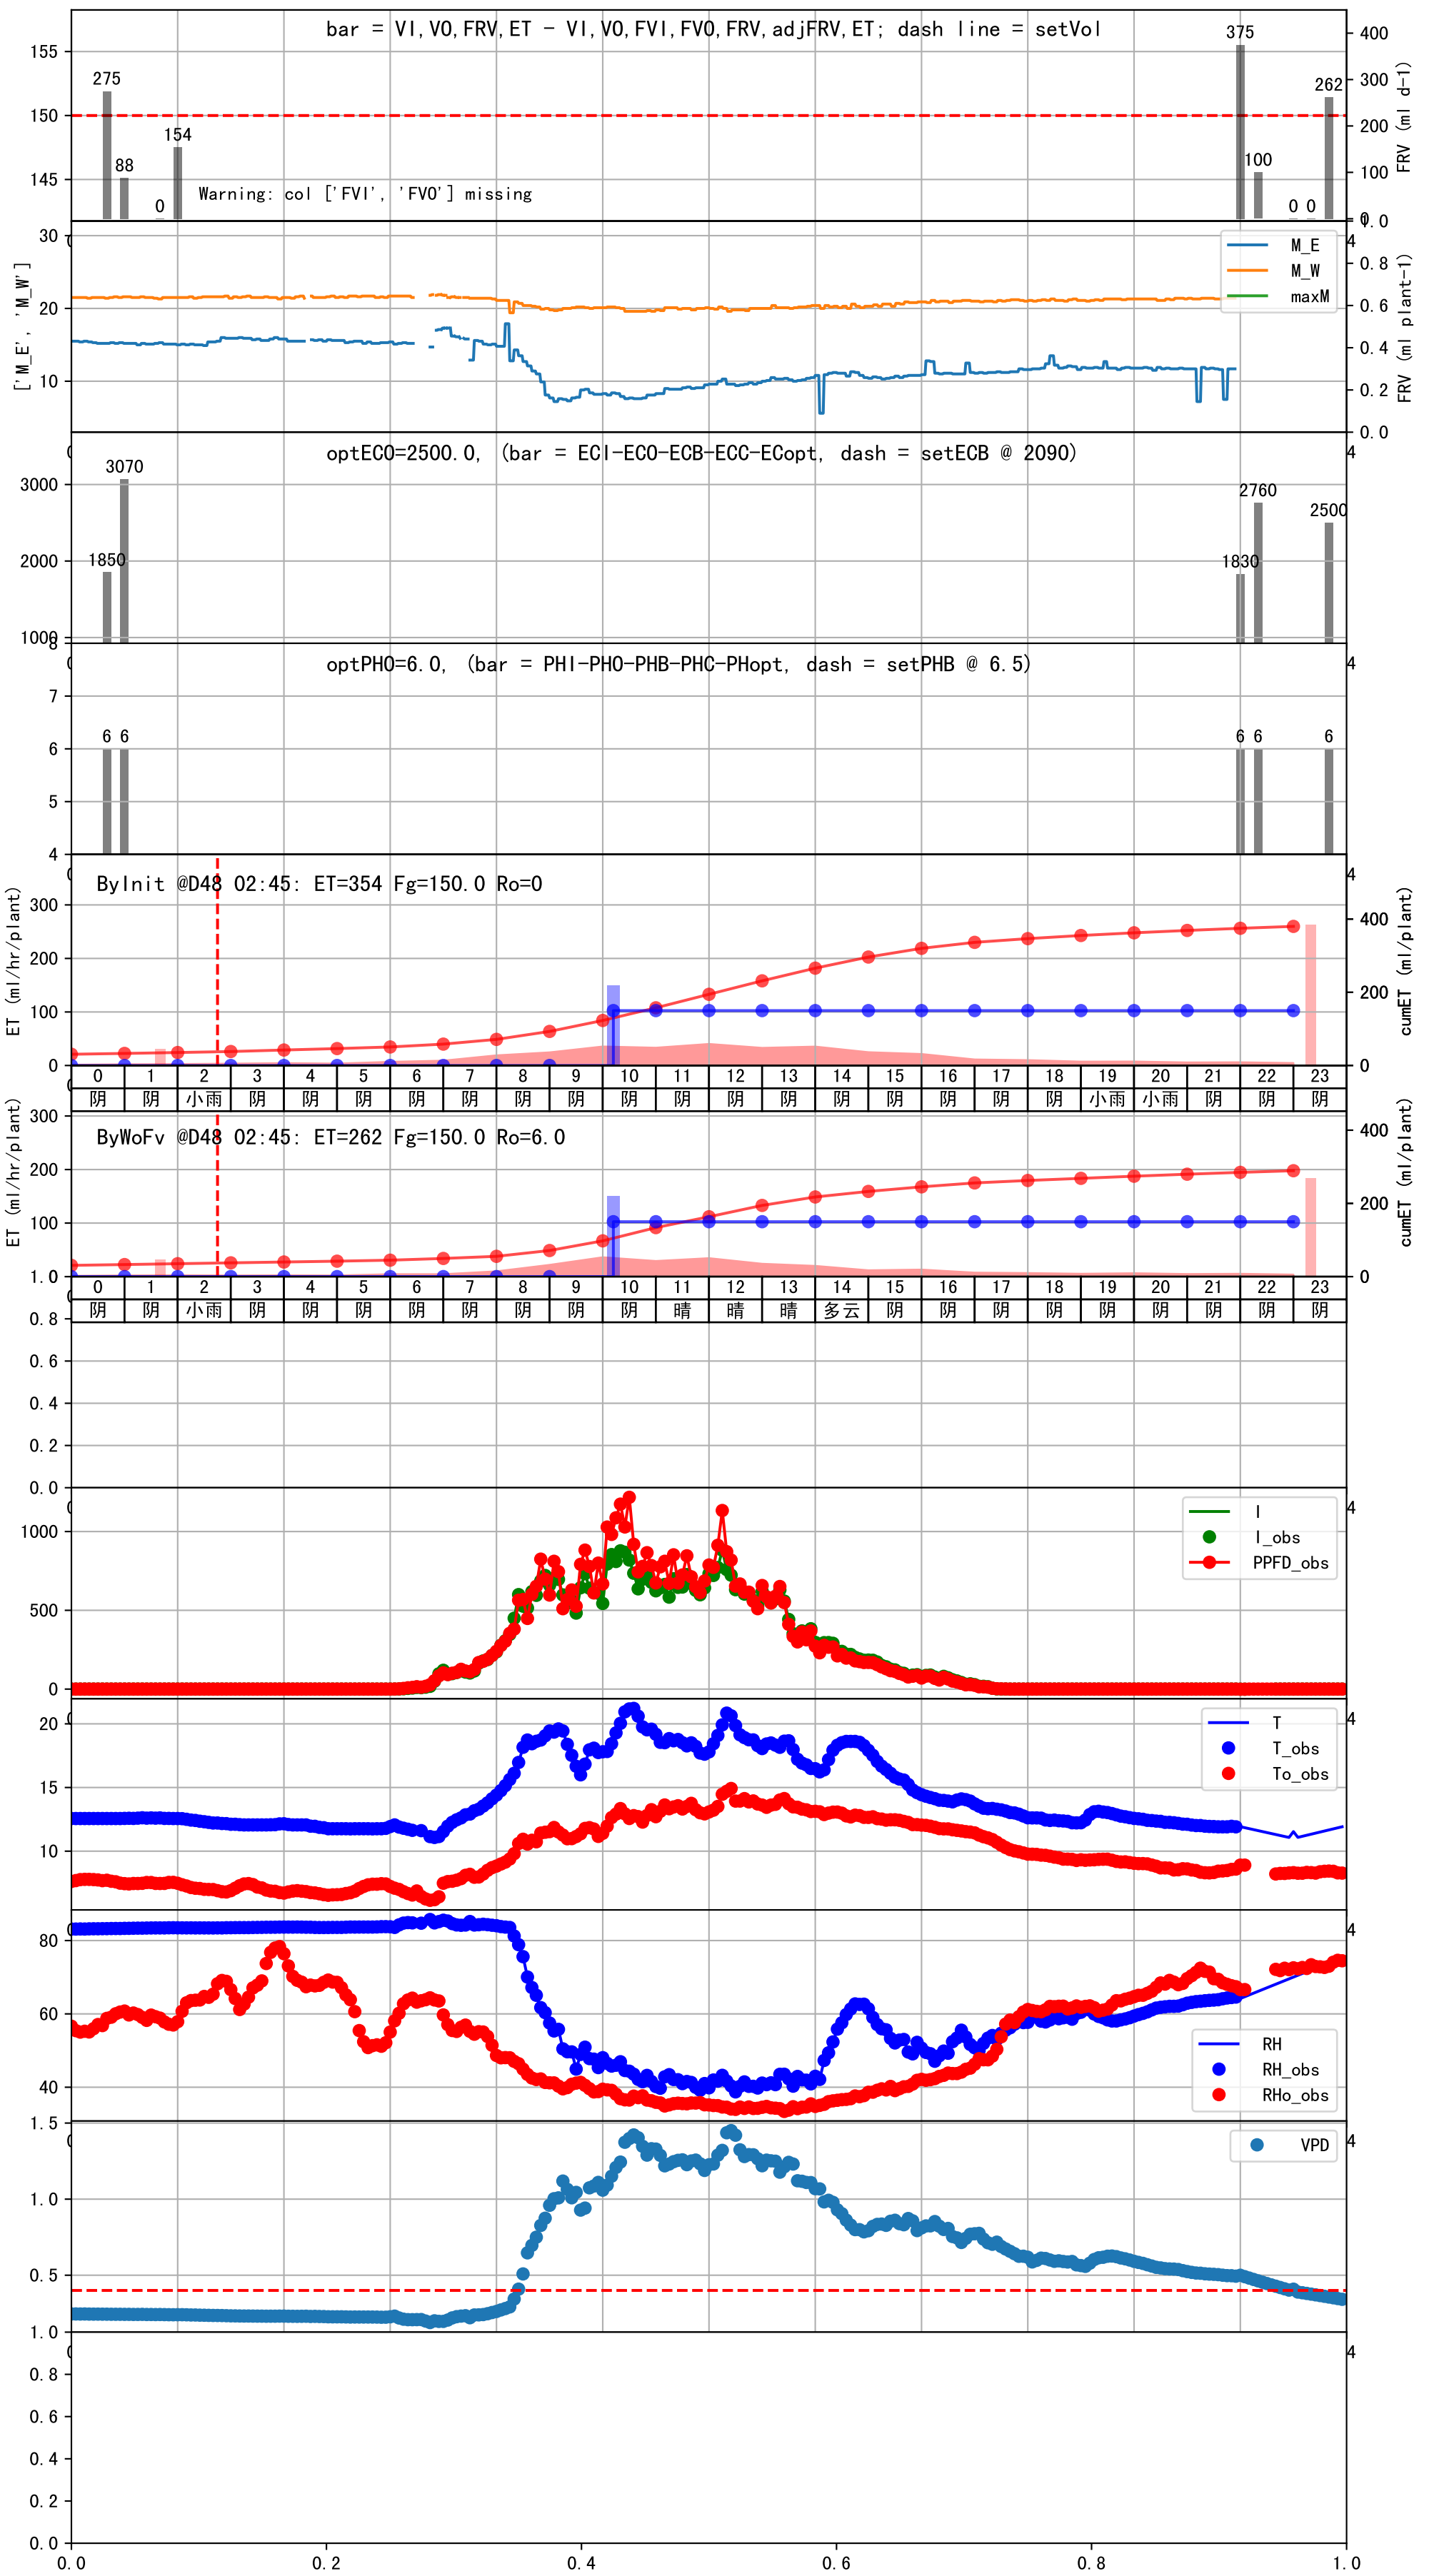 bar = VI,VO,FRV,ET - VI,VO,FVI,FVO,FRV,adjFRV,ET; dash line = setVol
155
150
145
275
88
0
154
375
100
0 0
262
400
300
200
100
0
FRV (ml d-1)
Warning: col ['FVI', 'FVO'] missing
1.0
30
20
10
['M_E', 'M_W']
M_E
M_W
maxM
0.8
0.6
0.4
0.2
0.0
FRV (ml plant-1)
4
optECO=2500.0, (bar = ECI-ECO-ECB-ECC-ECopt, dash = setECB @ 2090)
3000
2000
1000
1850
3070
1830
2760
2500
4
optPHO=6.0, (bar = PHI-PHO-PHB-PHC-PHopt, dash = setPHB @ 6.5)
8
7
6
5
4
6 6
6 6
6
4
ByInit @D48 02:45: ET=354 Fg=150.0 Ro=0
300
200
100
0
ET (ml/hr/plant)
400
200
0
cumET (ml/plant)
4
0 1 2 3 4 5 6 7 8 9 10 11 12 13 14 15 16 17 18 19 20 21 22 23
阴 阴 小雨 阴 阴 阴 阴 阴 阴 阴 阴 阴 阴 阴 阴 阴 阴 阴 阴 小雨 小雨 阴 阴 阴
ByWoFv @D48 02:45: ET=262 Fg=150.0 Ro=6.0
300
200
100
ET (ml/hr/plant)
400
200
0
cumET (ml/plant)
0 1 2 3 4 5 6 7 8 9 10 11 12 13 14 15 16 17 18 19 20 21 22 23
阴 阴 小雨 阴 阴 阴 阴 阴 阴 阴 阴 晴 晴 晴 多云 阴 阴 阴 阴 阴 阴 阴 阴 阴
1.0
0.8
0.6
0.4
0.2
0.0
1000
500
0
I
I_obs
PPFD_obs
4
20
15
10
T
T_obs
To_obs
4
80
60
40
RH
RH_obs
RHo_obs
4
1.5
1.0
0.5
VPD
4
1.0
0.8
0.6
0.4
0.2
0.0
4
0.0 0.2 0.4 0.6 0.8 1.0